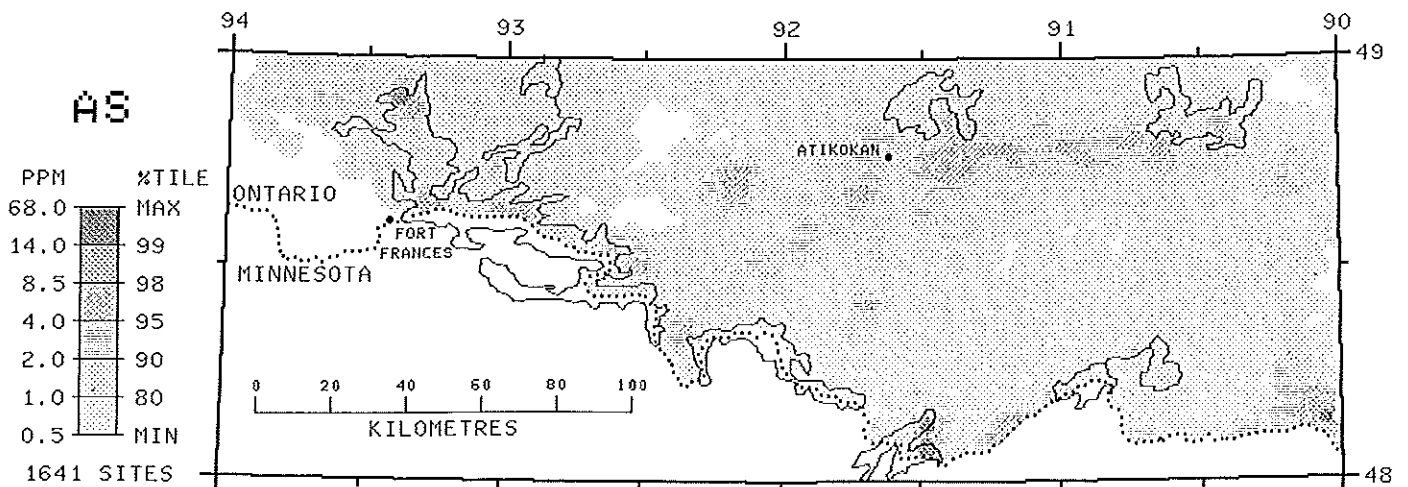 94 93 92 91 90
49
AS
ATIKOKAN
PPM %TILE
ONTARIO
68.0 MAX
FORT
FRANCES
14.0 99
MINNESOTA
8.5 98
4.0 95
2.0 90
0 20 40 60 80 100
1.0 80
KILOMETRES
0.5 MIN
1641 SITES
48